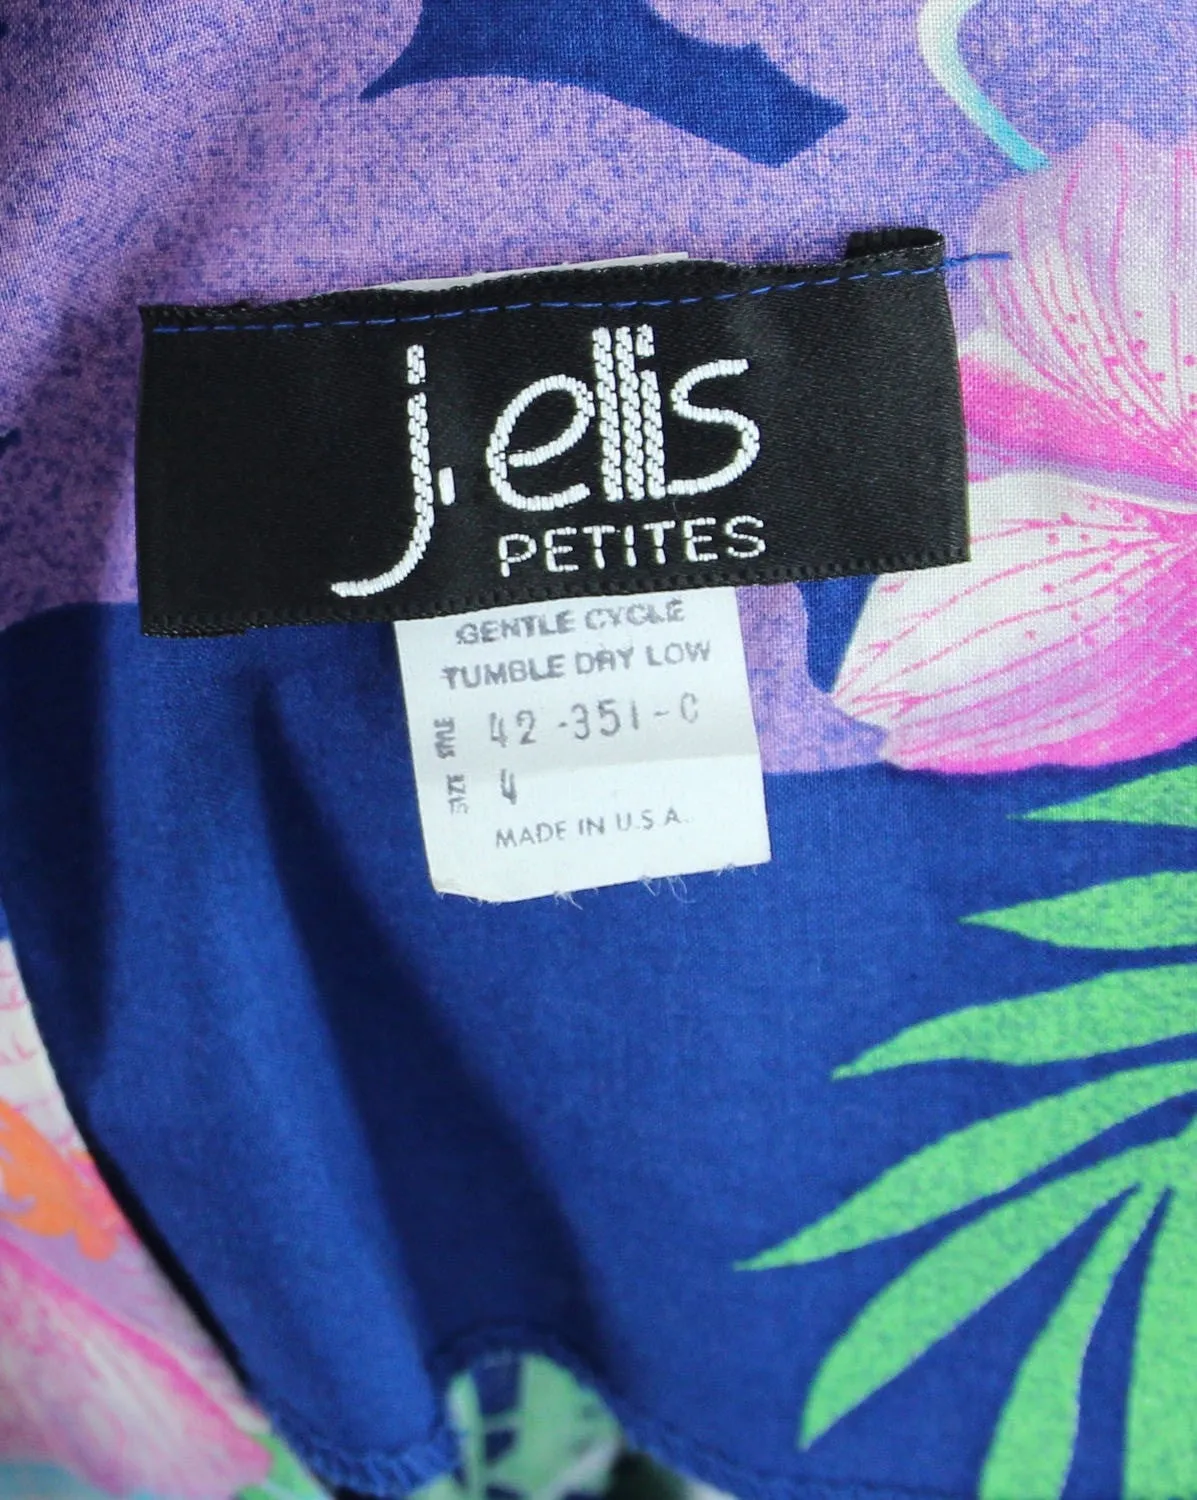 j.ellis
PETITES
GENTLE CYCLE
TUMBLE DRY LOW
STYLE 42-351-C
SIZE 4
MADE IN U.S.A.